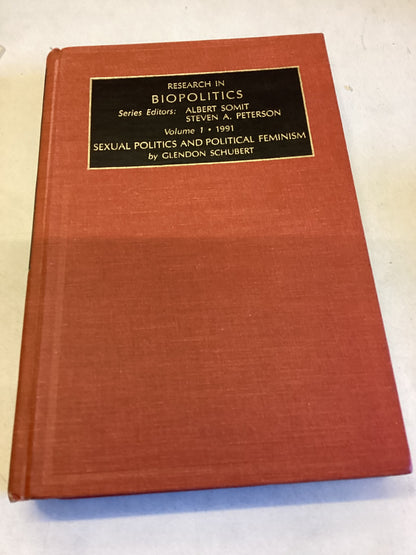 RESEARCH IN
BIOPOLITICS
Series Editors: ALBERT SOMIT
STEVEN A. PETERSON
Volume 1 • 1991
SEXUAL POLITICS AND POLITICAL FEMINISM
by GLENDON SCHUBERT